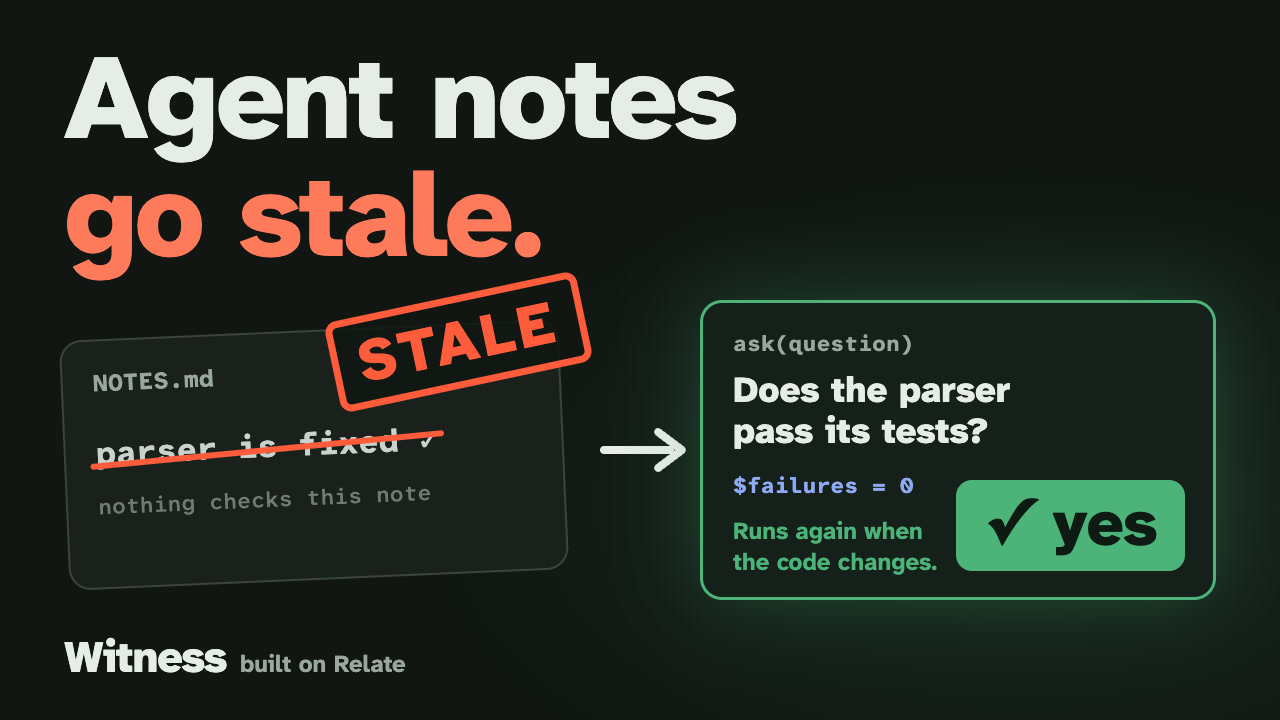 Agent notes
go stale.
STALE
NOTES.md
parser is fixed ✓
nothing checks this note
ask(question)
Does the parser
pass its tests?
$failures = 0
Runs again when
the code changes.
✓ yes
Witness built on Relate